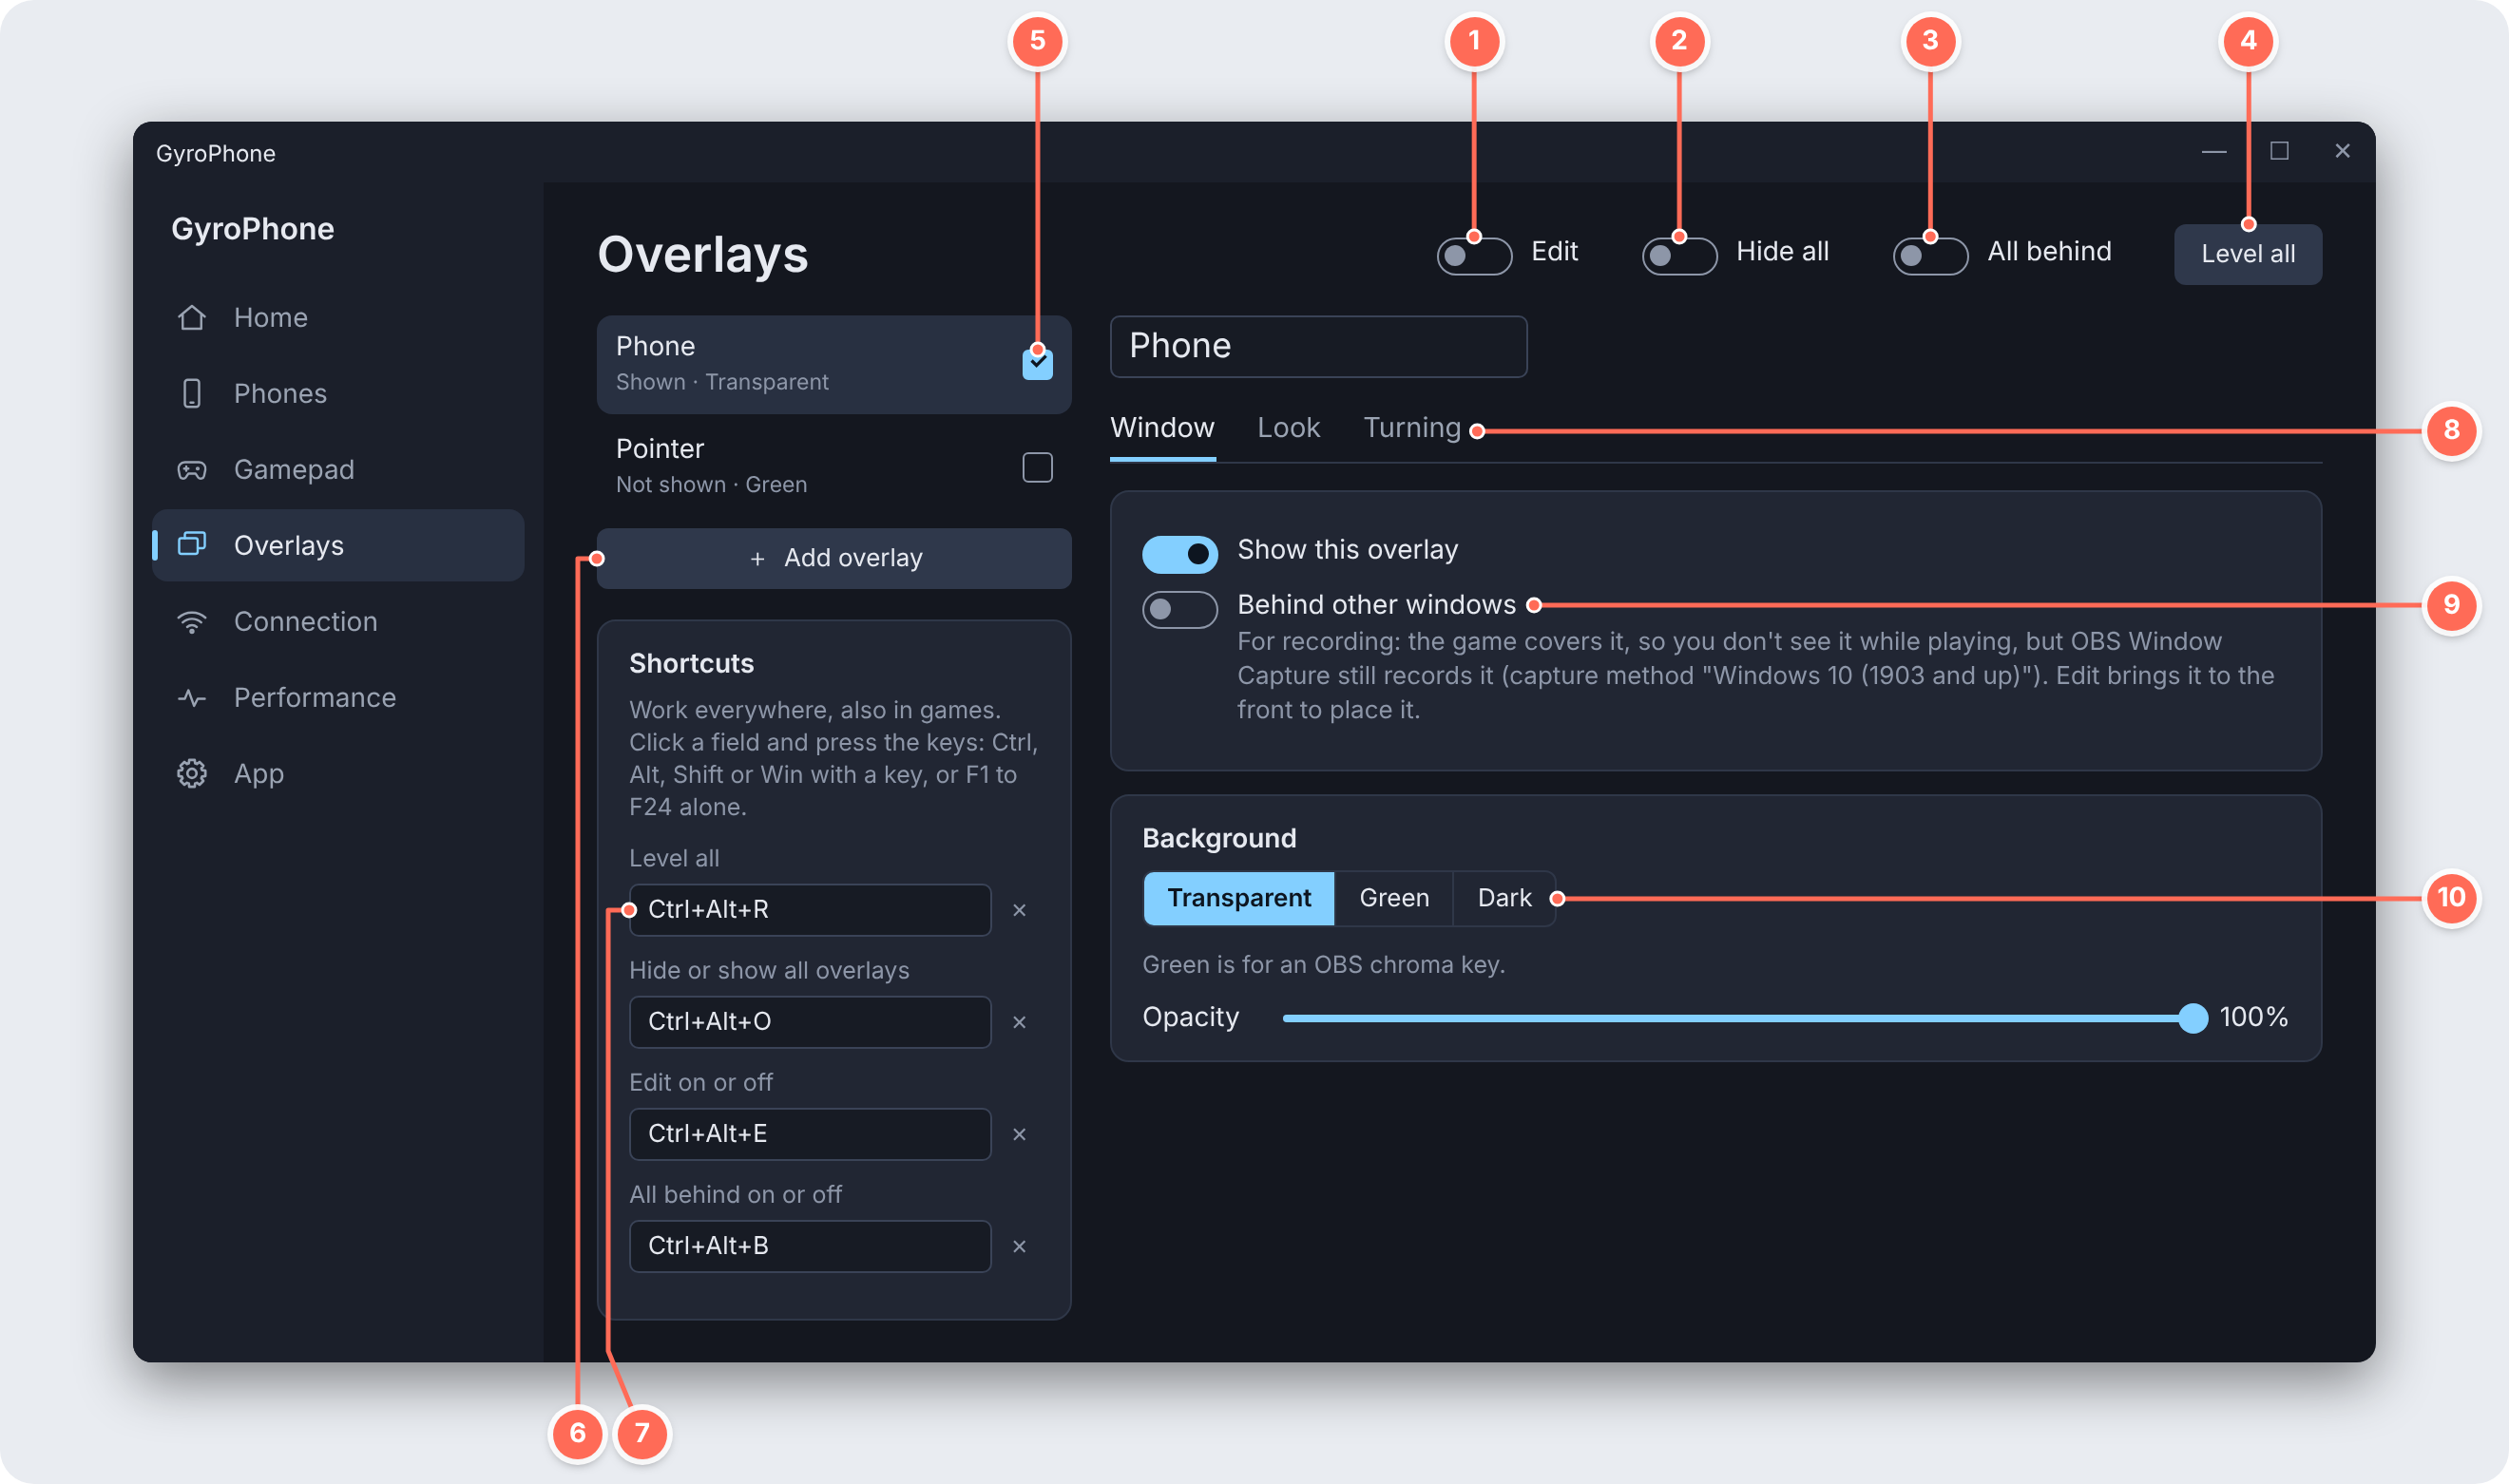 5
1
2
3
4
GyroPhone
GyroPhone
Home
Phones
Gamepad
Overlays
Connection
Performance
App
Overlays
Edit
Hide all
All behind
Level all
Phone
Shown · Transparent
Pointer
Not shown · Green
+ Add overlay
Shortcuts
Work everywhere, also in games.
Click a field and press the keys: Ctrl,
Alt, Shift or Win with a key, or F1 to
F24 alone.
Level all
Ctrl+Alt+R
Hide or show all overlays
Ctrl+Alt+O
Edit on or off
Ctrl+Alt+E
All behind on or off
Ctrl+Alt+B
Phone
Window Look Turning
8
Show this overlay
Behind other windows
9
For recording: the game covers it, so you don't see it while playing, but OBS Window
Capture still records it (capture method "Windows 10 (1903 and up)"). Edit brings it to the
front to place it.
Background
Transparent Green Dark
10
Green is for an OBS chroma key.
Opacity 100%
6
7